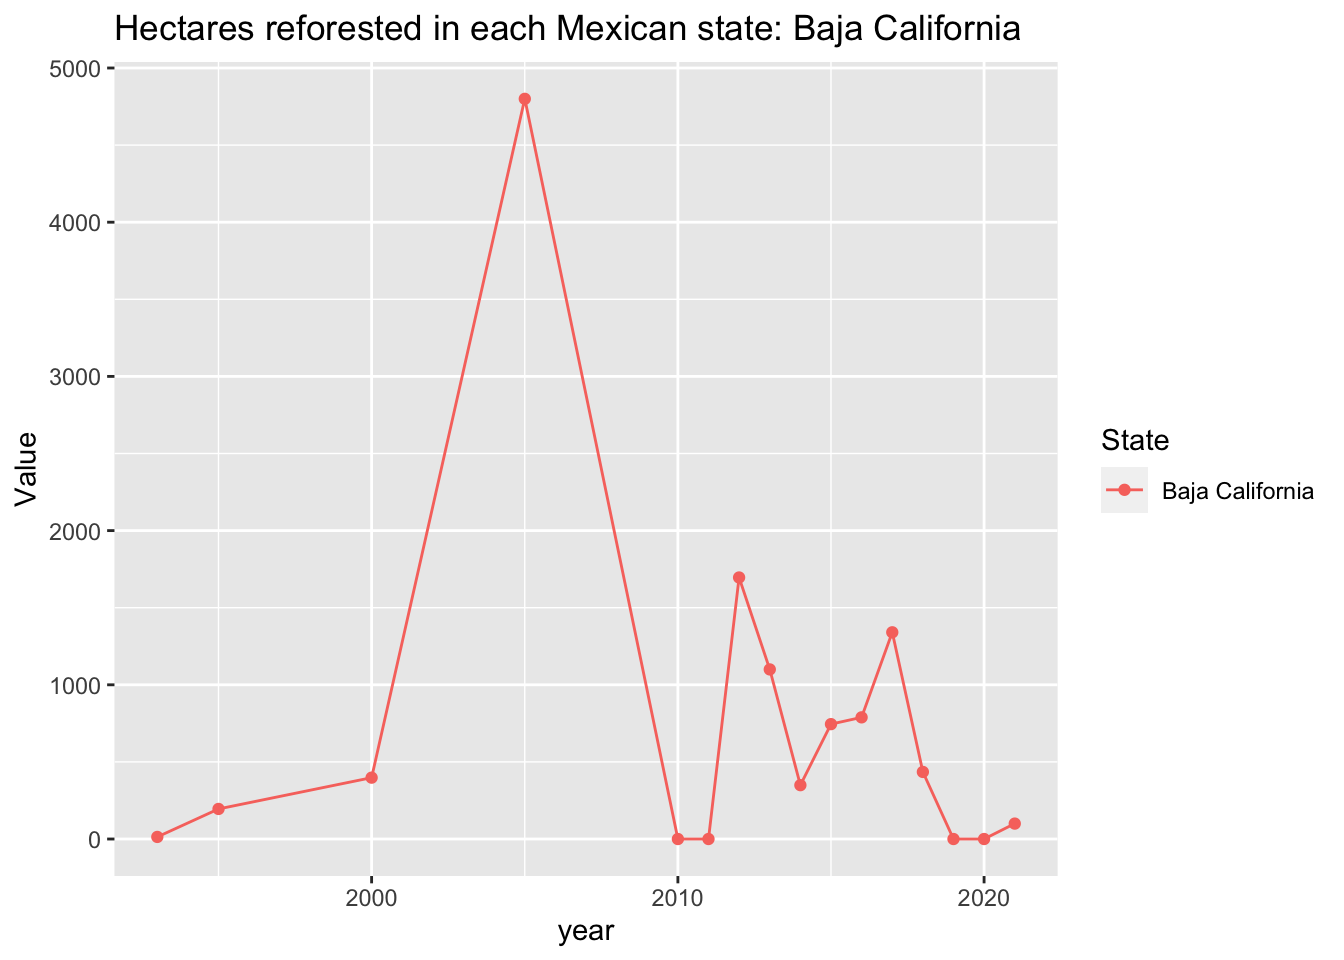 Hectares reforested in each Mexican state: Baja California
5000
4000
3000
2000
1000
0
Value
2000
2010
2020
year
State
Baja California